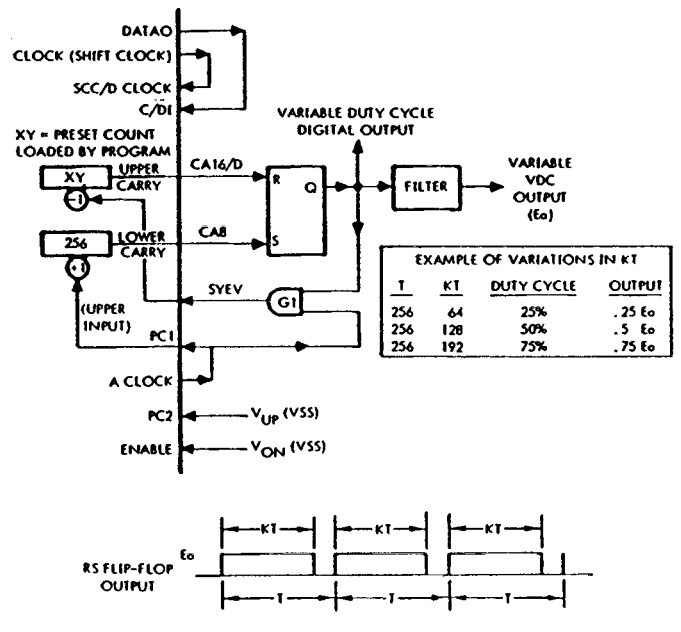 DATAO
CLOCK (SHIFT CLOCK)
SCC/D CLOCK
C/DI
VARIABLE DUTY CYCLE
DIGITAL OUTPUT
XY = PRESET COUNT
LOADED BY PROGRAM
XY
-1
UPPER
CARRY
CA16/D
R
Q
S
FILTER
VARIABLE
VDC
OUTPUT
(Eo)
256
+1
LOWER
CARRY
CA8
SYEV
G1
(UPPER
INPUT)
PC1
A CLOCK
PC2
VUP (VSS)
ENABLE
VON (VSS)
EXAMPLE OF VARIATIONS IN KT
T KT DUTY CYCLE OUTPUT
256 64 25% .25 Eo
256 128 50% .5 Eo
256 192 75% .75 Eo
KT KT KT
Eo
RS FLIP-FLOP
OUTPUT
T T T